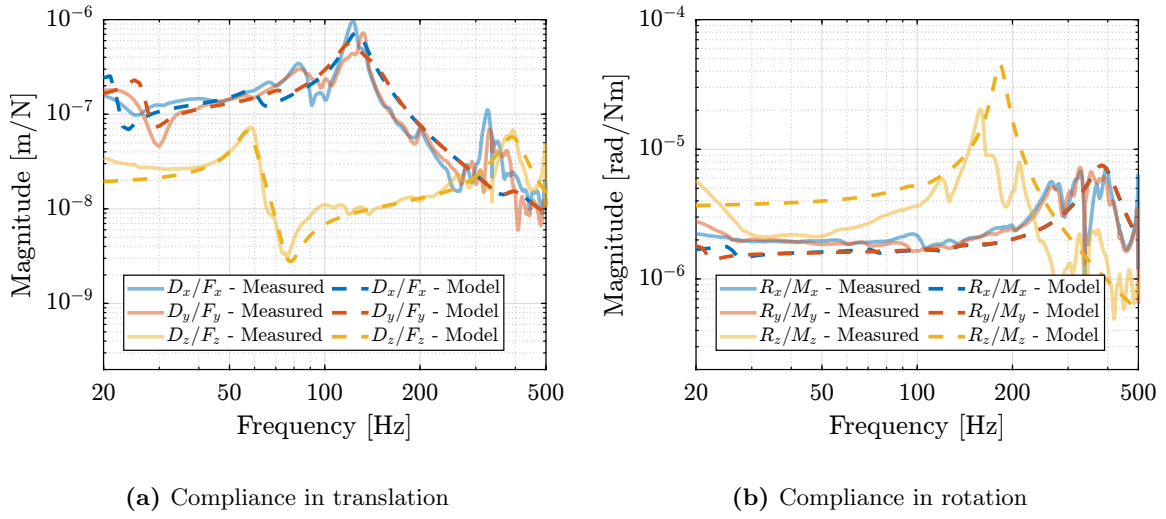 10^{-6}
10^{-7}
10^{-8}
10^{-9}
Magnitude [m/N]
D_x/F_x - Measured
D_y/F_y - Measured
D_z/F_z - Measured
D_x/F_x - Model
D_y/F_y - Model
D_z/F_z - Model
20 50 100 200 500
Frequency [Hz]
(a) Compliance in translation
10^{-4}
10^{-5}
10^{-6}
Magnitude [rad/Nm]
R_x/M_x - Measured
R_y/M_y - Measured
R_z/M_z - Measured
R_x/M_x - Model
R_y/M_y - Model
R_z/M_z - Model
20 50 100 200 500
Frequency [Hz]
(b) Compliance in rotation